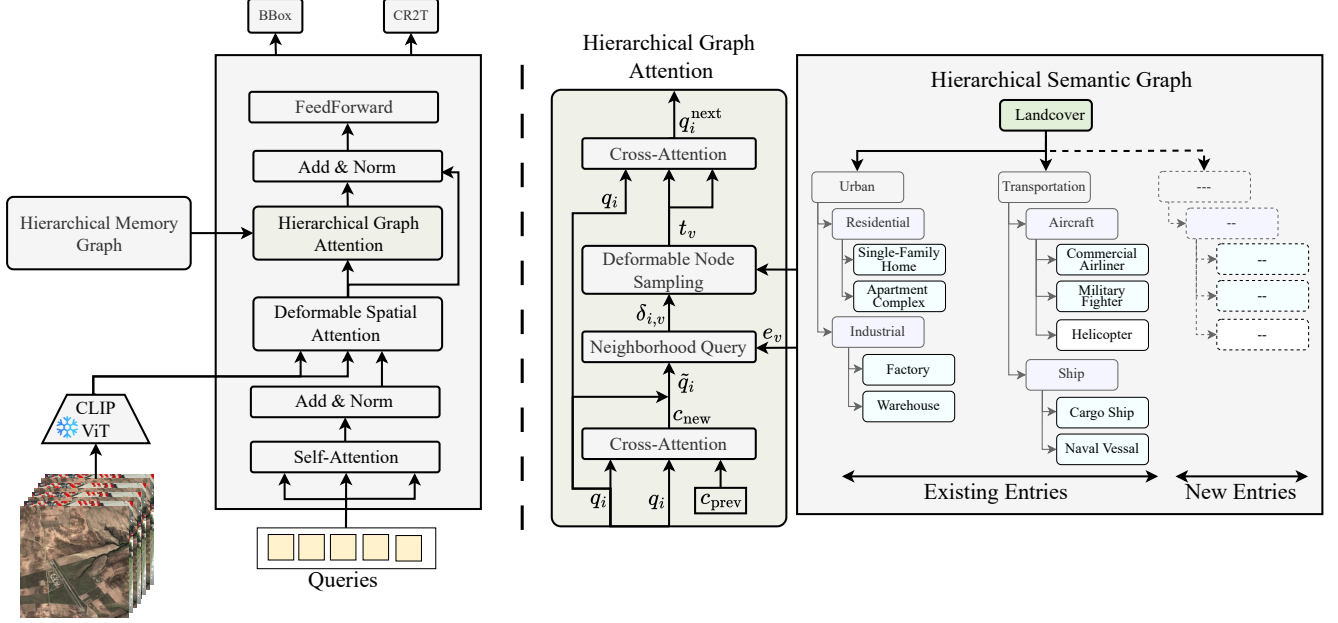 BBox
CR2T
FeedForward
Add & Norm
Hierarchical Memory
Graph
Hierarchical Graph
Attention
Deformable Spatial
Attention
CLIP
ViT
Add & Norm
Self-Attention
Queries
Hierarchical Graph
Attention
q_i^next
Cross-Attention
q_i
t_v
Deformable Node
Sampling
δ_{i,v}
Neighborhood Query
e_v
q̃_i
c_new
Cross-Attention
q_i
q_i
c_prev
Hierarchical Semantic Graph
Landcover
Urban
Residential
Single-Family
Home
Apartment
Complex
Industrial
Factory
Warehouse
Transportation
Aircraft
Commercial
Airliner
Military
Fighter
Helicopter
Ship
Cargo Ship
Naval Vessal
---
--
--
--
--
Existing Entries
New Entries